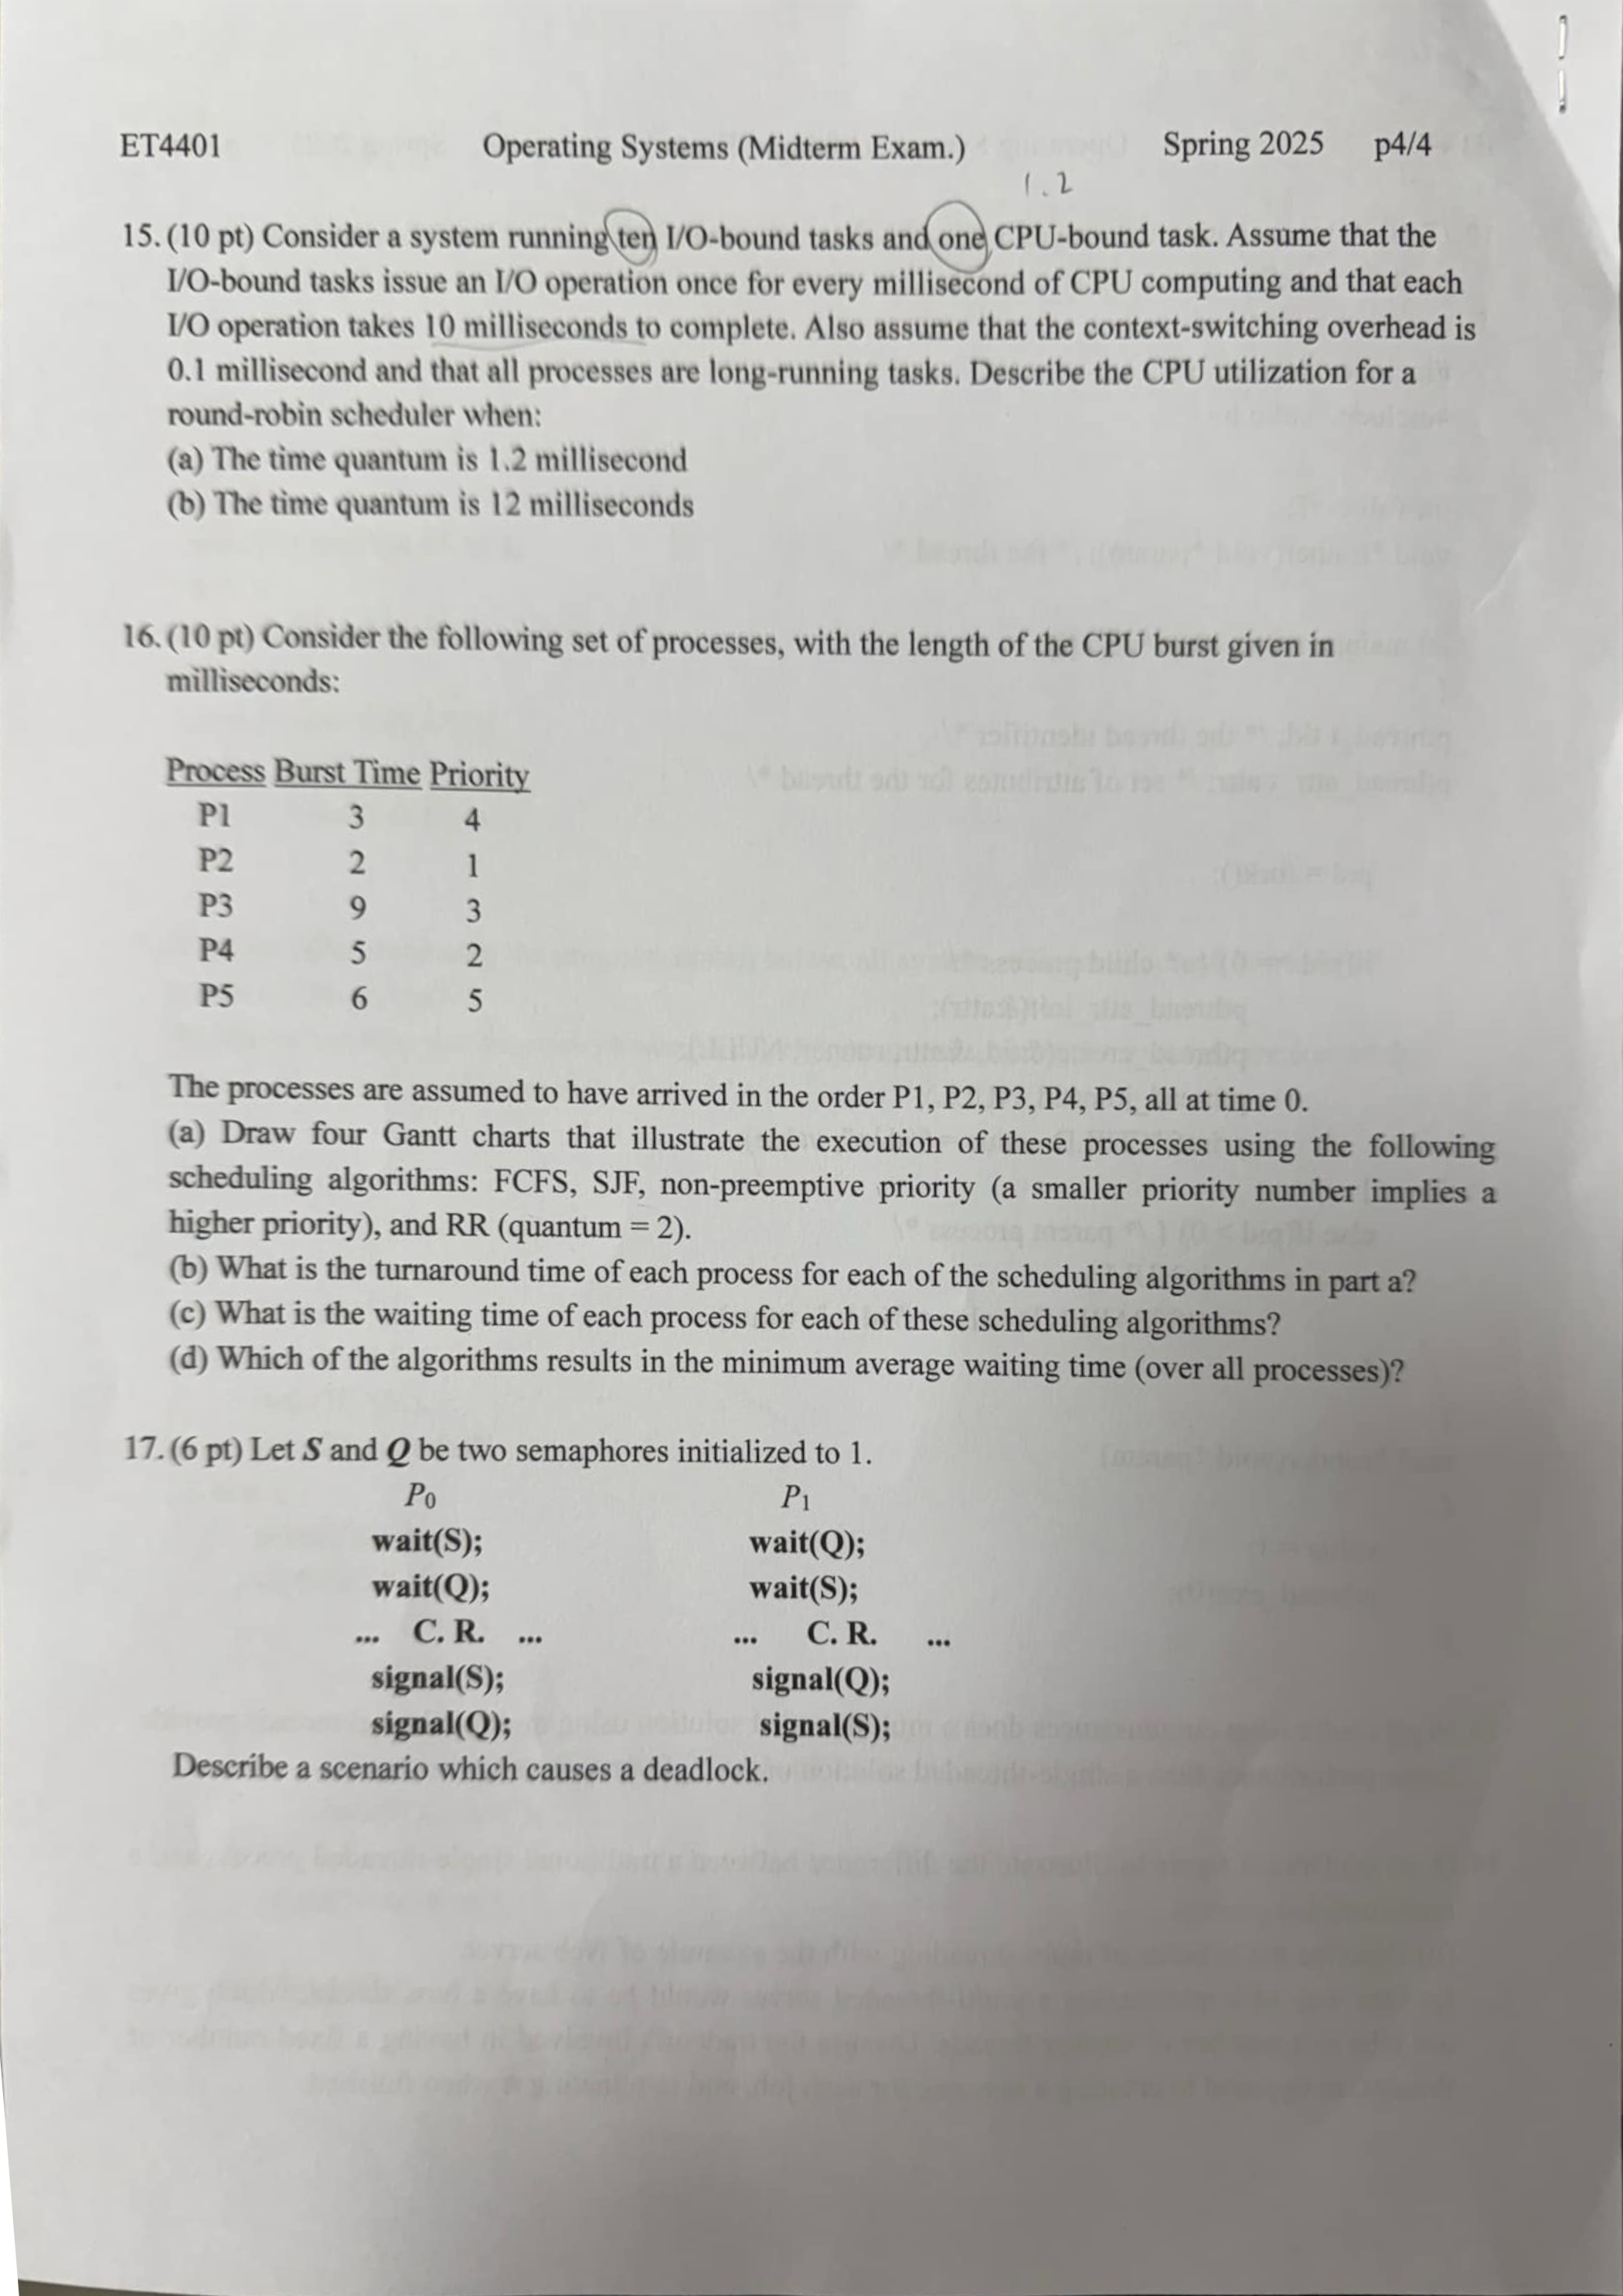 ET4401 Operating Systems (Midterm Exam.) Spring 2025 p4/4
1.2
15. (10 pt) Consider a system running ten I/O-bound tasks and one CPU-bound task. Assume that the
I/O-bound tasks issue an I/O operation once for every millisecond of CPU computing and that each
I/O operation takes 10 milliseconds to complete. Also assume that the context-switching overhead is
0.1 millisecond and that all processes are long-running tasks. Describe the CPU utilization for a
round-robin scheduler when:
(a) The time quantum is 1.2 millisecond
(b) The time quantum is 12 milliseconds
16. (10 pt) Consider the following set of processes, with the length of the CPU burst given in
milliseconds:
Process Burst Time Priority
P1 3 4
P2 2 1
P3 9 3
P4 5 2
P5 6 5
The processes are assumed to have arrived in the order P1, P2, P3, P4, P5, all at time 0.
(a) Draw four Gantt charts that illustrate the execution of these processes using the following
scheduling algorithms: FCFS, SJF, non-preemptive priority (a smaller priority number implies a
higher priority), and RR (quantum = 2).
(b) What is the turnaround time of each process for each of the scheduling algorithms in part a?
(c) What is the waiting time of each process for each of these scheduling algorithms?
(d) Which of the algorithms results in the minimum average waiting time (over all processes)?
17. (6 pt) Let S and Q be two semaphores initialized to 1.
P0 P1
wait(S); wait(Q);
wait(Q); wait(S);
... C. R. ... ... C. R. ...
signal(S); signal(Q);
signal(Q); signal(S);
Describe a scenario which causes a deadlock.